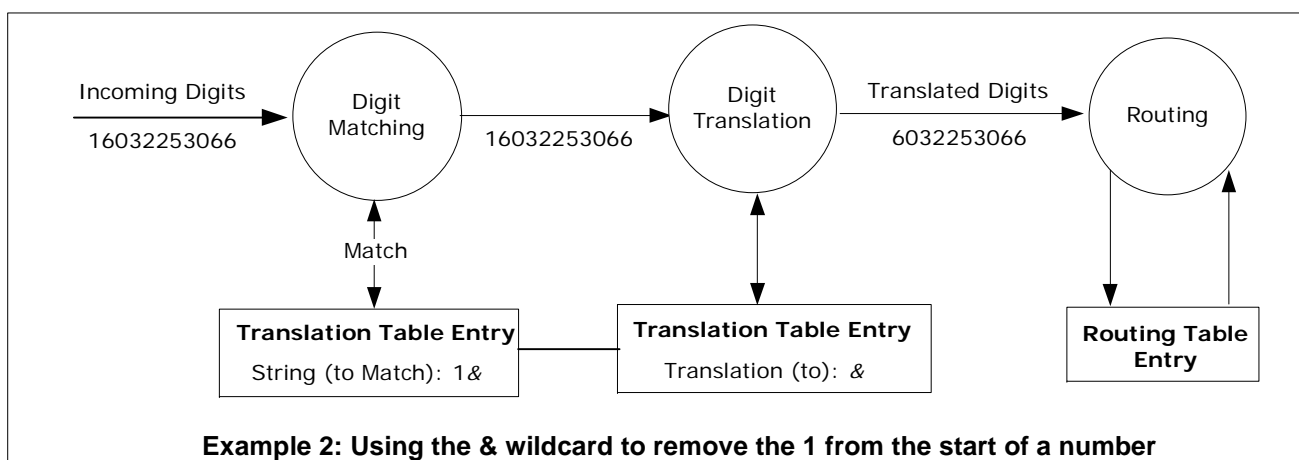 Incoming Digits
16032253066
Digit
Matching
16032253066
Digit
Translation
Translated Digits
6032253066
Routing
Match
Translation Table Entry
String (to Match): 1&
Translation Table Entry
Translation (to): &
Routing Table
Entry
Example 2: Using the & wildcard to remove the 1 from the start of a number